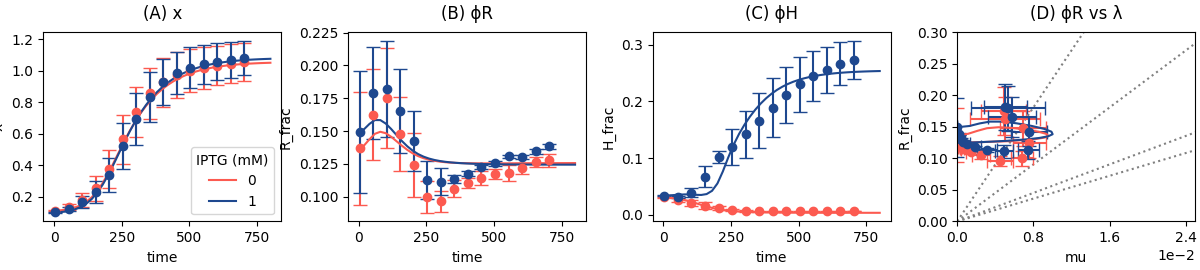 (A) x
(B) ϕR
(C) ϕH
(D) ϕR vs λ
1.2
1.0
0.8
0.6
0.4
0.2
x
IPTG (mM)
0
1
0
250
500
750
time
0.225
0.200
0.175
0.150
0.125
0.100
R_frac
0
250
500
750
time
0.3
0.2
0.1
0.0
H_frac
0
250
500
750
time
0.30
0.25
0.20
0.15
0.10
0.05
0.00
R_frac
0.0
0.8
1.6
2.4
1e−2
mu